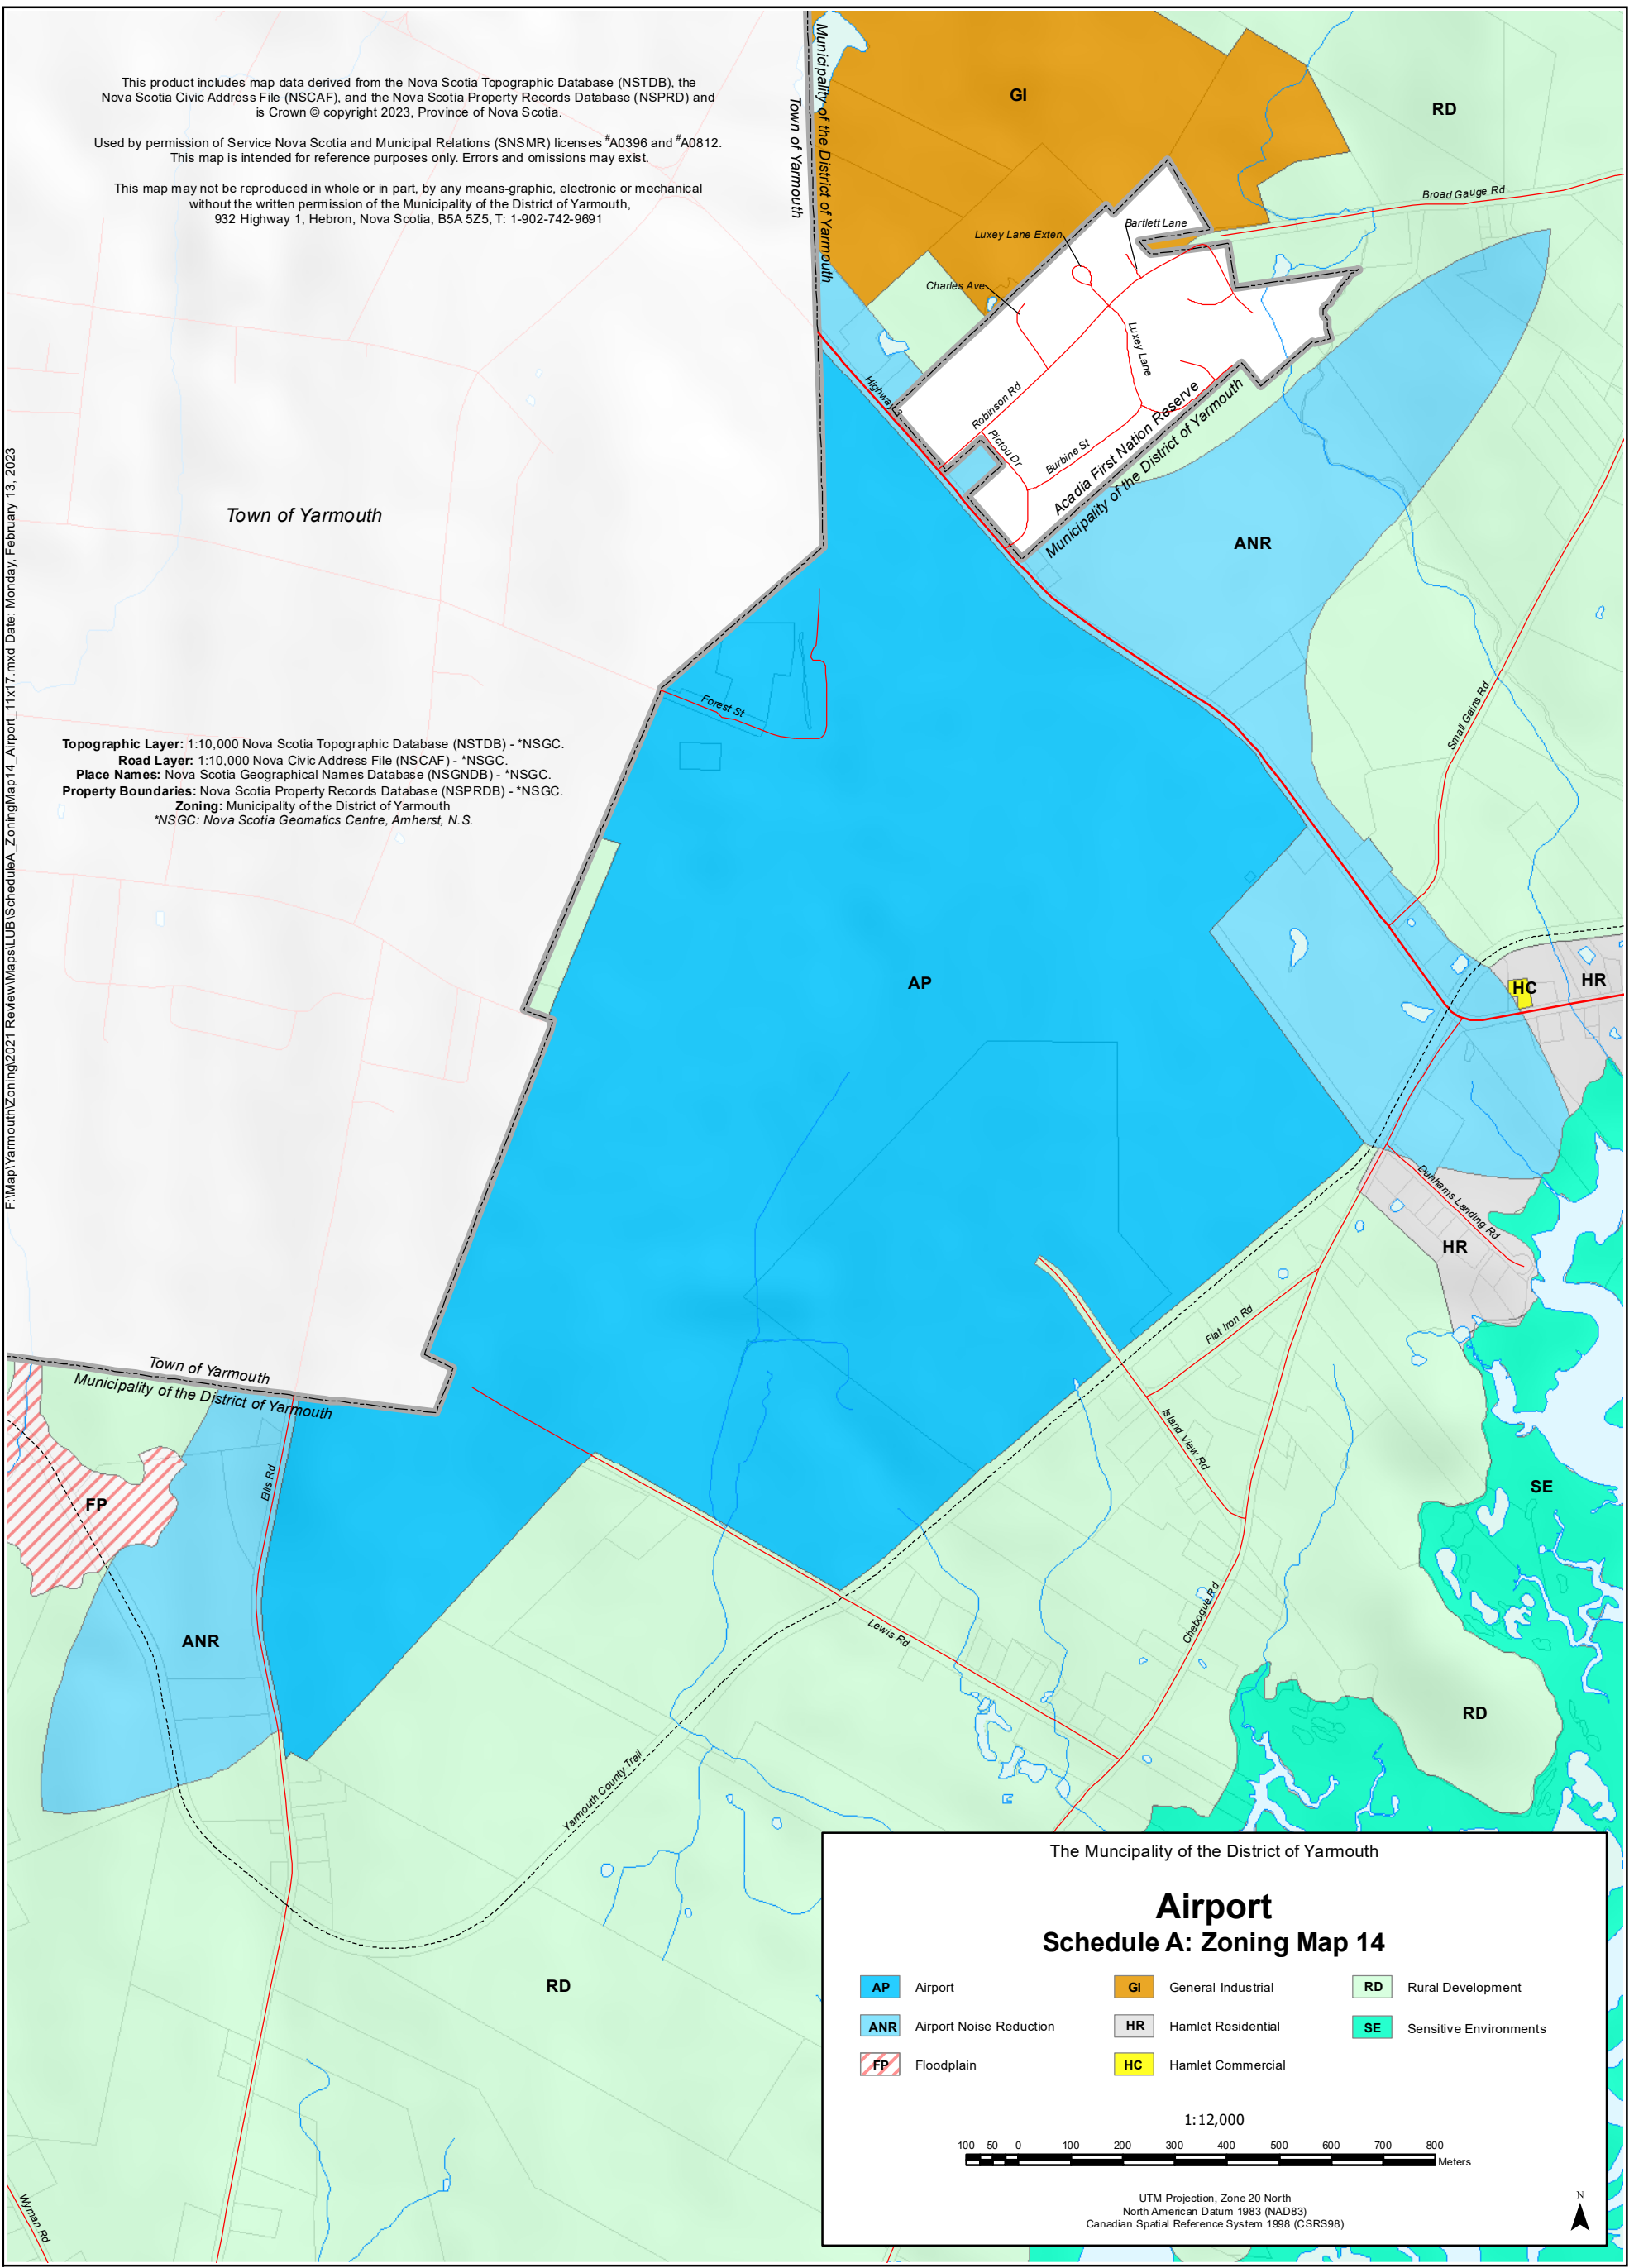 This product includes map data derived from the Nova Scotia Topographic Database (NSTDB), the
Nova Scotia Civic Address File (NSCAF), and the Nova Scotia Property Records Database (NSPRD) and
is Crown © copyright 2023, Province of Nova Scotia.
Used by permission of Service Nova Scotia and Municipal Relations (SNSMR) licenses #A0396 and #A0812.
This map is intended for reference purposes only. Errors and omissions may exist.
This map may not be reproduced in whole or in part, by any means-graphic, electronic or mechanical
without the written permission of the Municipality of the District of Yarmouth,
932 Highway 1, Hebron, Nova Scotia, B5A 5Z5, T: 1-902-742-9691
Town of Yarmouth
Municipality of the District of Yarmouth
GI
RD
Broad Gauge Rd
Bartlett Lane
Luxey Lane Exten
Charles Ave
Luxey Lane
Highway 3
Robinson Rd
Pictou Dr
Burbine St
Acadia First Nation Reserve
Municipality of the District of Yarmouth
Town of Yarmouth
ANR
Forest St
Small Gains Rd
Topographic Layer: 1:10,000 Nova Scotia Topographic Database (NSTDB) - *NSGC.
Road Layer: 1:10,000 Nova Civic Address File (NSCAF) - *NSGC.
Place Names: Nova Scotia Geographical Names Database (NSGNDB) - *NSGC.
Property Boundaries: Nova Scotia Property Records Database (NSPRDB) - *NSGC.
Zoning: Municipality of the District of Yarmouth
*NSGC: Nova Scotia Geomatics Centre, Amherst, N.S.
F:\Map\Yarmouth\Zoning\2021 Review\Maps\LUB\ScheduleA_ZoningMap14_Airport_11x17.mxd Date: Monday, February 13, 2023
AP
HC
HR
Dunhams Landing Rd
HR
Flat Iron Rd
Island View Rd
Town of Yarmouth
Municipality of the District of Yarmouth
Ellis Rd
FP
SE
ANR
Chebogue Rd
Lewis Rd
RD
Yarmouth County Trail
RD
Wyman Rd
The Muncipality of the District of Yarmouth
Airport
Schedule A: Zoning Map 14
AP Airport
GI General Industrial
RD Rural Development
ANR Airport Noise Reduction
HR Hamlet Residential
SE Sensitive Environments
FP Floodplain
HC Hamlet Commercial
1:12,000
100 50 0 100 200 300 400 500 600 700 800
Meters
UTM Projection, Zone 20 North
North American Datum 1983 (NAD83)
Canadian Spatial Reference System 1998 (CSRS98)
N